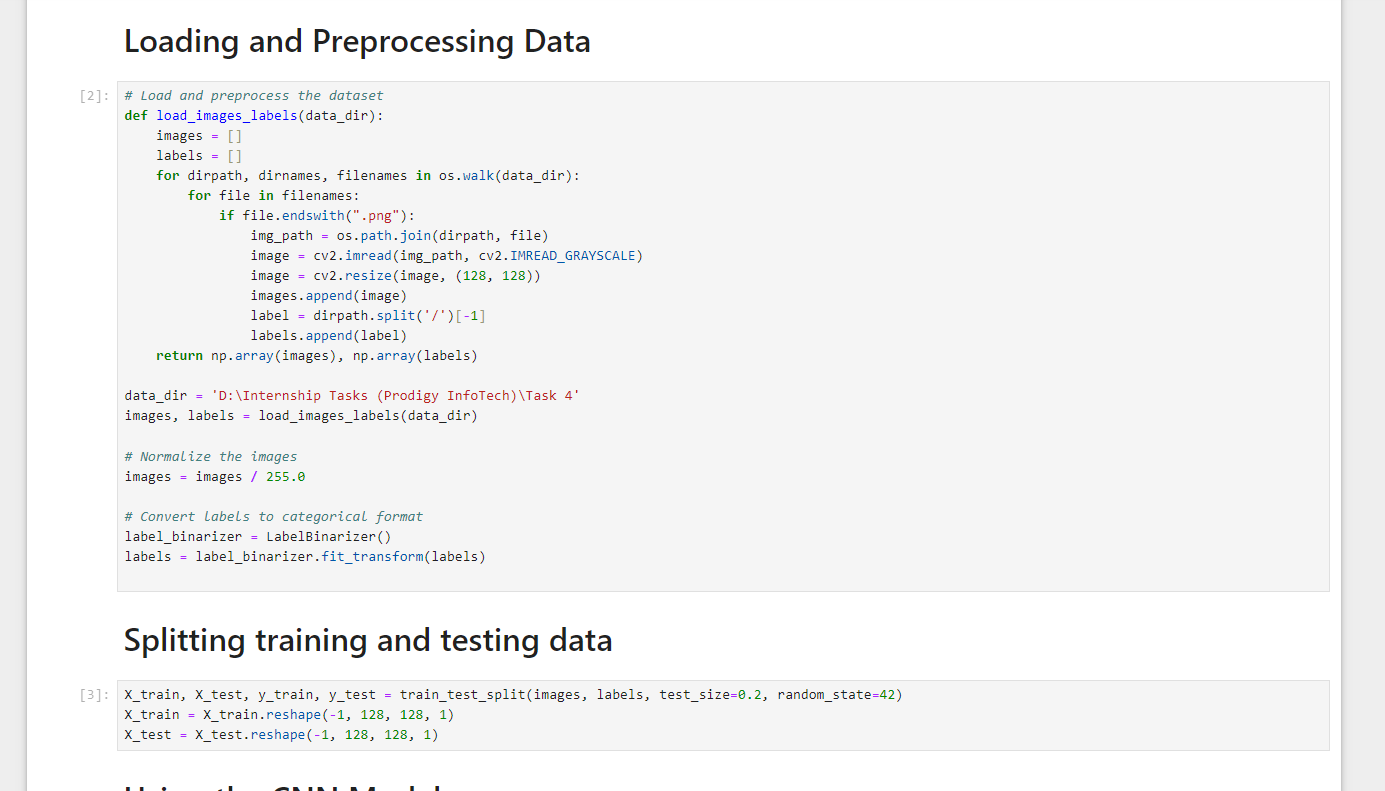 Loading and Preprocessing Data
[2]:
# Load and preprocess the dataset
def load_images_labels(data_dir):
    images = []
    labels = []
    for dirpath, dirnames, filenames in os.walk(data_dir):
        for file in filenames:
            if file.endswith(".png"):
                img_path = os.path.join(dirpath, file)
                image = cv2.imread(img_path, cv2.IMREAD_GRAYSCALE)
                image = cv2.resize(image, (128, 128))
                images.append(image)
                label = dirpath.split('/')[-1]
                labels.append(label)
    return np.array(images), np.array(labels)

data_dir = 'D:\Internship Tasks (Prodigy InfoTech)\Task 4'
images, labels = load_images_labels(data_dir)

# Normalize the images
images = images / 255.0

# Convert labels to categorical format
label_binarizer = LabelBinarizer()
labels = label_binarizer.fit_transform(labels)

Splitting training and testing data
[3]:
X_train, X_test, y_train, y_test = train_test_split(images, labels, test_size=0.2, random_state=42)
X_train = X_train.reshape(-1, 128, 128, 1)
X_test = X_test.reshape(-1, 128, 128, 1)

Using the CNN Model